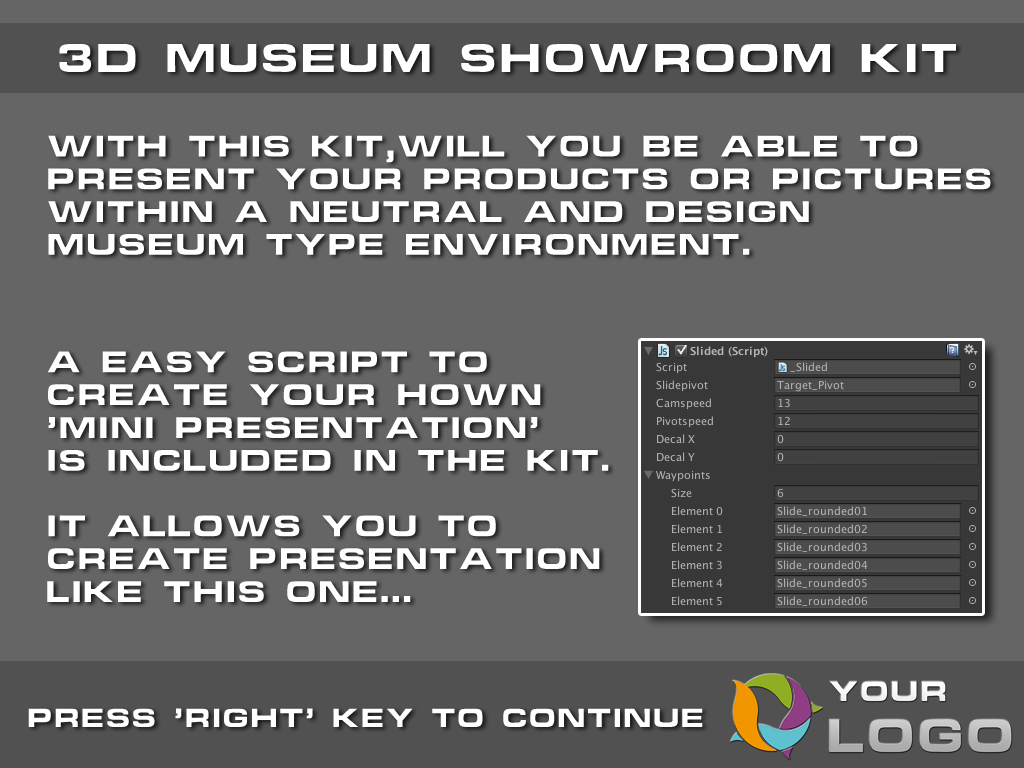 3D MUSEUM SHOWROOM KIT
WITH THIS KIT,WILL YOU BE ABLE TO
PRESENT YOUR PRODUCTS OR PICTURES
WITHIN A NEUTRAL AND DESIGN
MUSEUM TYPE ENVIRONMENT.
A EASY SCRIPT TO
CREATE YOUR HOWN
'MINI PRESENTATION'
IS INCLUDED IN THE KIT.
IT ALLOWS YOU TO
CREATE PRESENTATION
LIKE THIS ONE...
Js Slided (Script)
Script _Slided
Slidepivot Target_Pivot
Camspeed 13
Pivotspeed 12
Decal X 0
Decal Y 0
Waypoints
Size 6
Element 0 Slide_rounded01
Element 1 Slide_rounded02
Element 2 Slide_rounded03
Element 3 Slide_rounded04
Element 4 Slide_rounded05
Element 5 Slide_rounded06
PRESS 'RIGHT' KEY TO CONTINUE
YOUR
LOGO